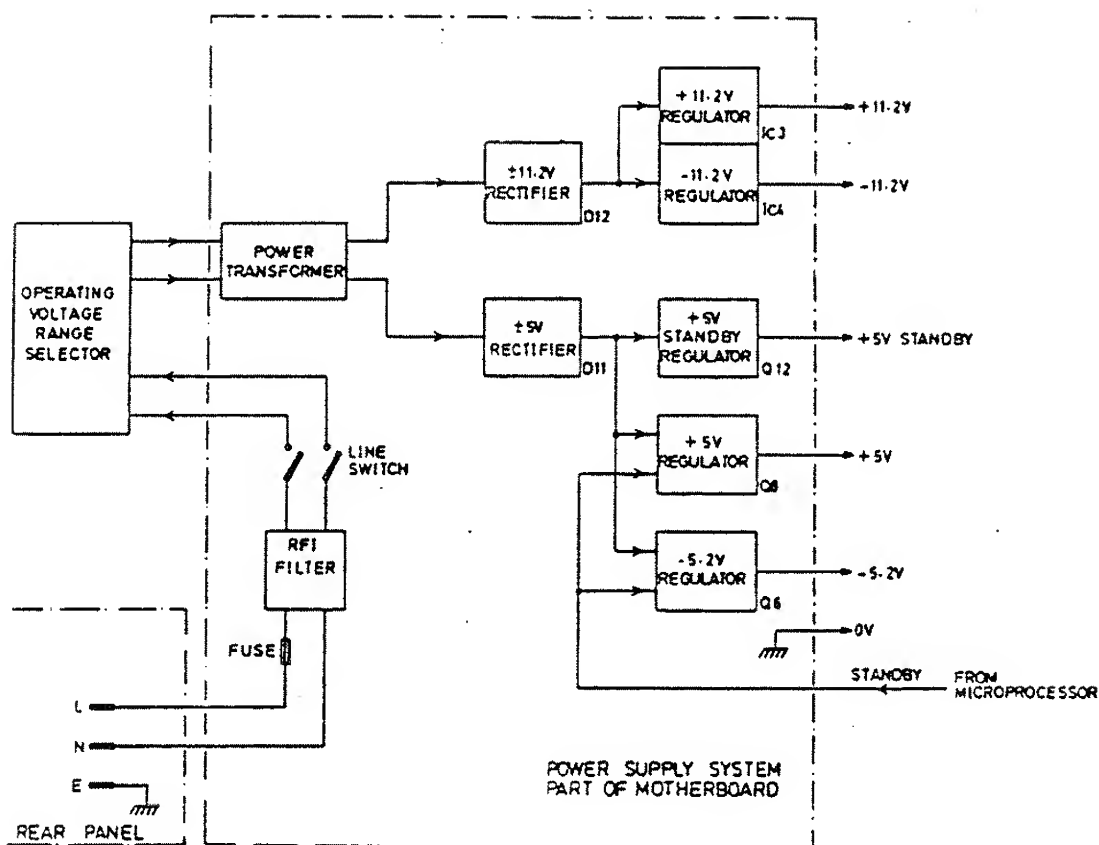 +11·2V
REGULATOR
IC3
+11·2V
±11·2V
RECTIFIER
D12
-11·2V
REGULATOR
IC4
-11·2V
OPERATING
VOLTAGE
RANGE
SELECTOR
POWER
TRANSFORMER
±5V
RECTIFIER
D11
+5V
STANDBY
REGULATOR
Q12
+5V STANDBY
LINE
SWITCH
+5V
REGULATOR
Q8
+5V
RFI
FILTER
-5·2V
REGULATOR
Q6
-5·2V
0V
FUSE
STANDBY
FROM
MICROPROCESSOR
L
N
E
POWER SUPPLY SYSTEM
PART OF MOTHERBOARD
REAR PANEL